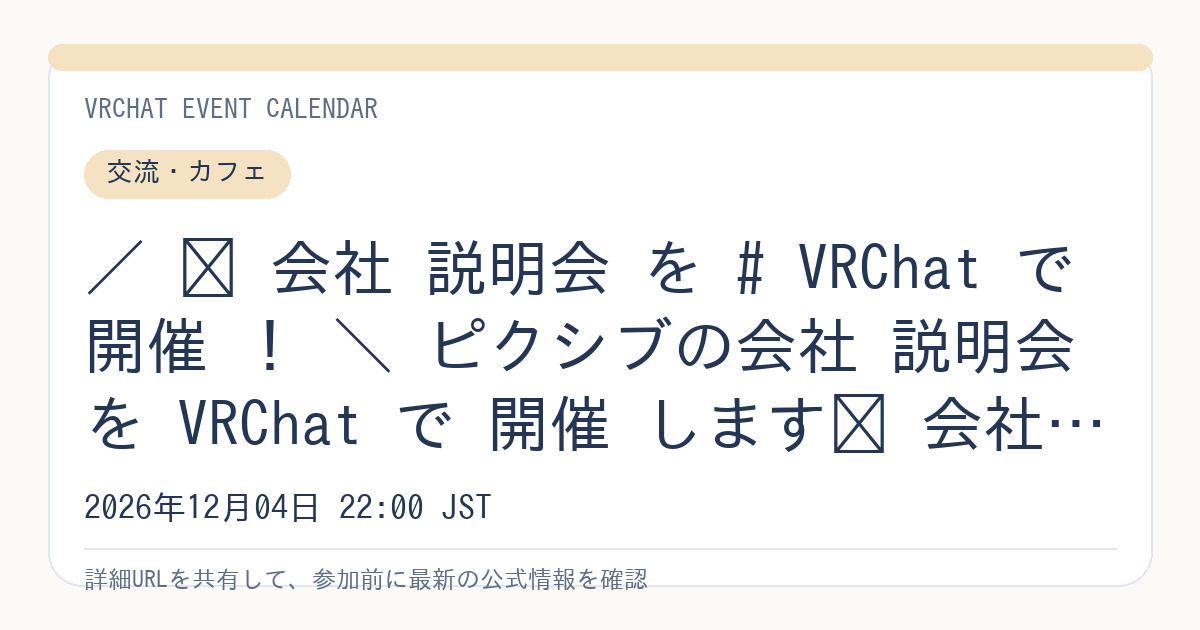 VRCHAT EVENT CALENDAR
交流・カフェ
／ 会社 説明会 を # VRChat で
開催 ！ ＼ ピクシブの会社 説明会
を VRChat で 開催 します 会社…
2026年12月04日 22:00 JST
詳細URLを共有して、参加前に最新の公式情報を確認